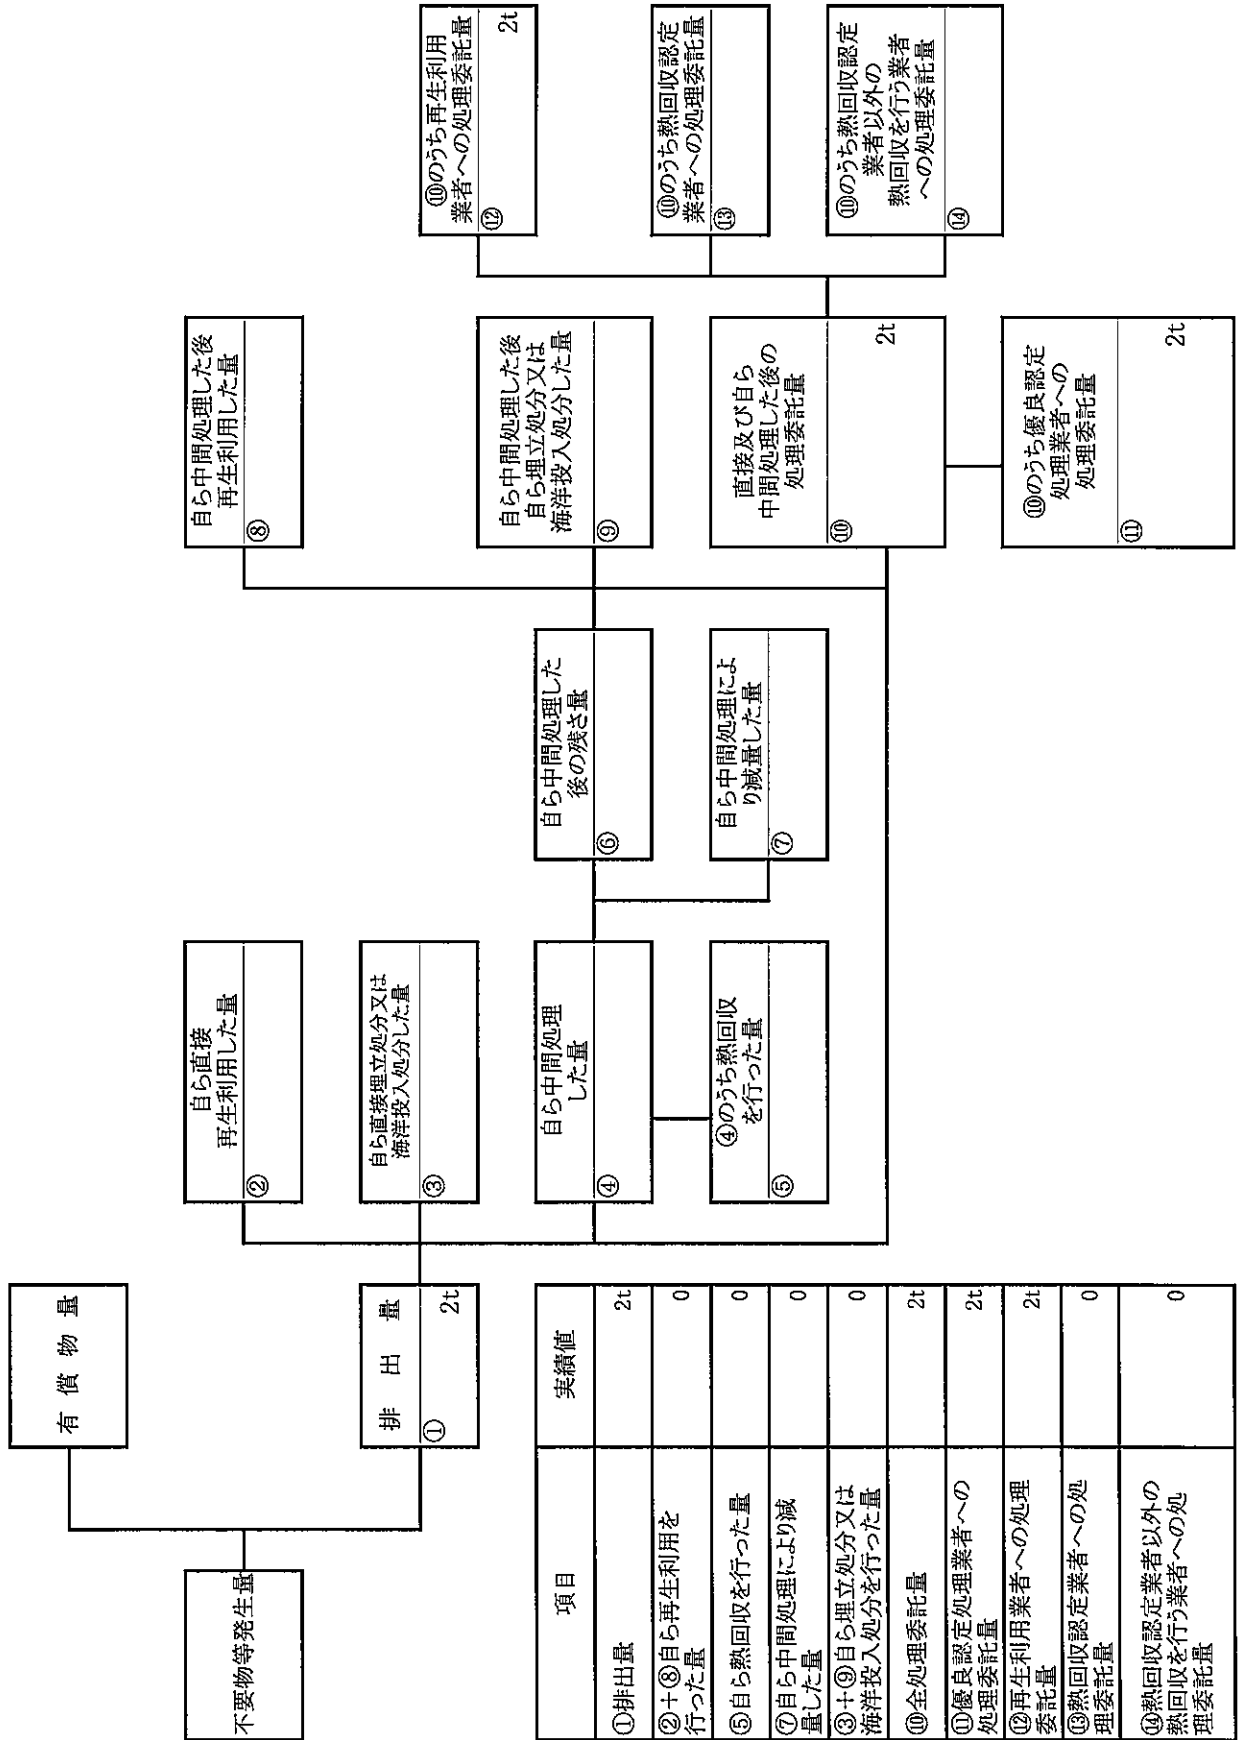 不要物等発生量
有償物量
排出量
①
2t
自ら直接
再生利用した量
②
自ら直接埋立処分又は
海洋投入処分した量
③
自ら中間処理
した量
④
④のうち熱回収
を行った量
⑤
自ら中間処理した
後の残さ量
⑥
自ら中間処理によ
り減量した量
⑦
自ら中間処理した後
再生利用した量
⑧
自ら中間処理した後
自ら埋立処分又は
海洋投入処分した量
⑨
直接及び自ら
中間処理した後の
処理委託量
⑩
2t
⑩のうち優良認定
処理業者への
処理委託量
⑪
2t
⑩のうち再生利用
業者への処理委託量
⑫
2t
⑩のうち熱回収認定
業者への処理委託量
⑬
⑩のうち熱回収認定
業者以外の
熱回収を行う業者
への処理委託量
⑭
項目 実績値
①排出量 2t
②+⑧自ら再生利用を
行った量 0
⑤自ら熱回収を行った量 0
⑦自ら中間処理により減
量した量 0
③+⑨自ら埋立処分又は
海洋投入処分を行った量 0
⑩全処理委託量 2t
⑪優良認定処理業者への
処理委託量 2t
⑫再生利用業者への処理
委託量 2t
⑬熱回収認定業者への処
理委託量 0
⑭熱回収認定業者以外の
熱回収を行う業者への処
理委託量 0